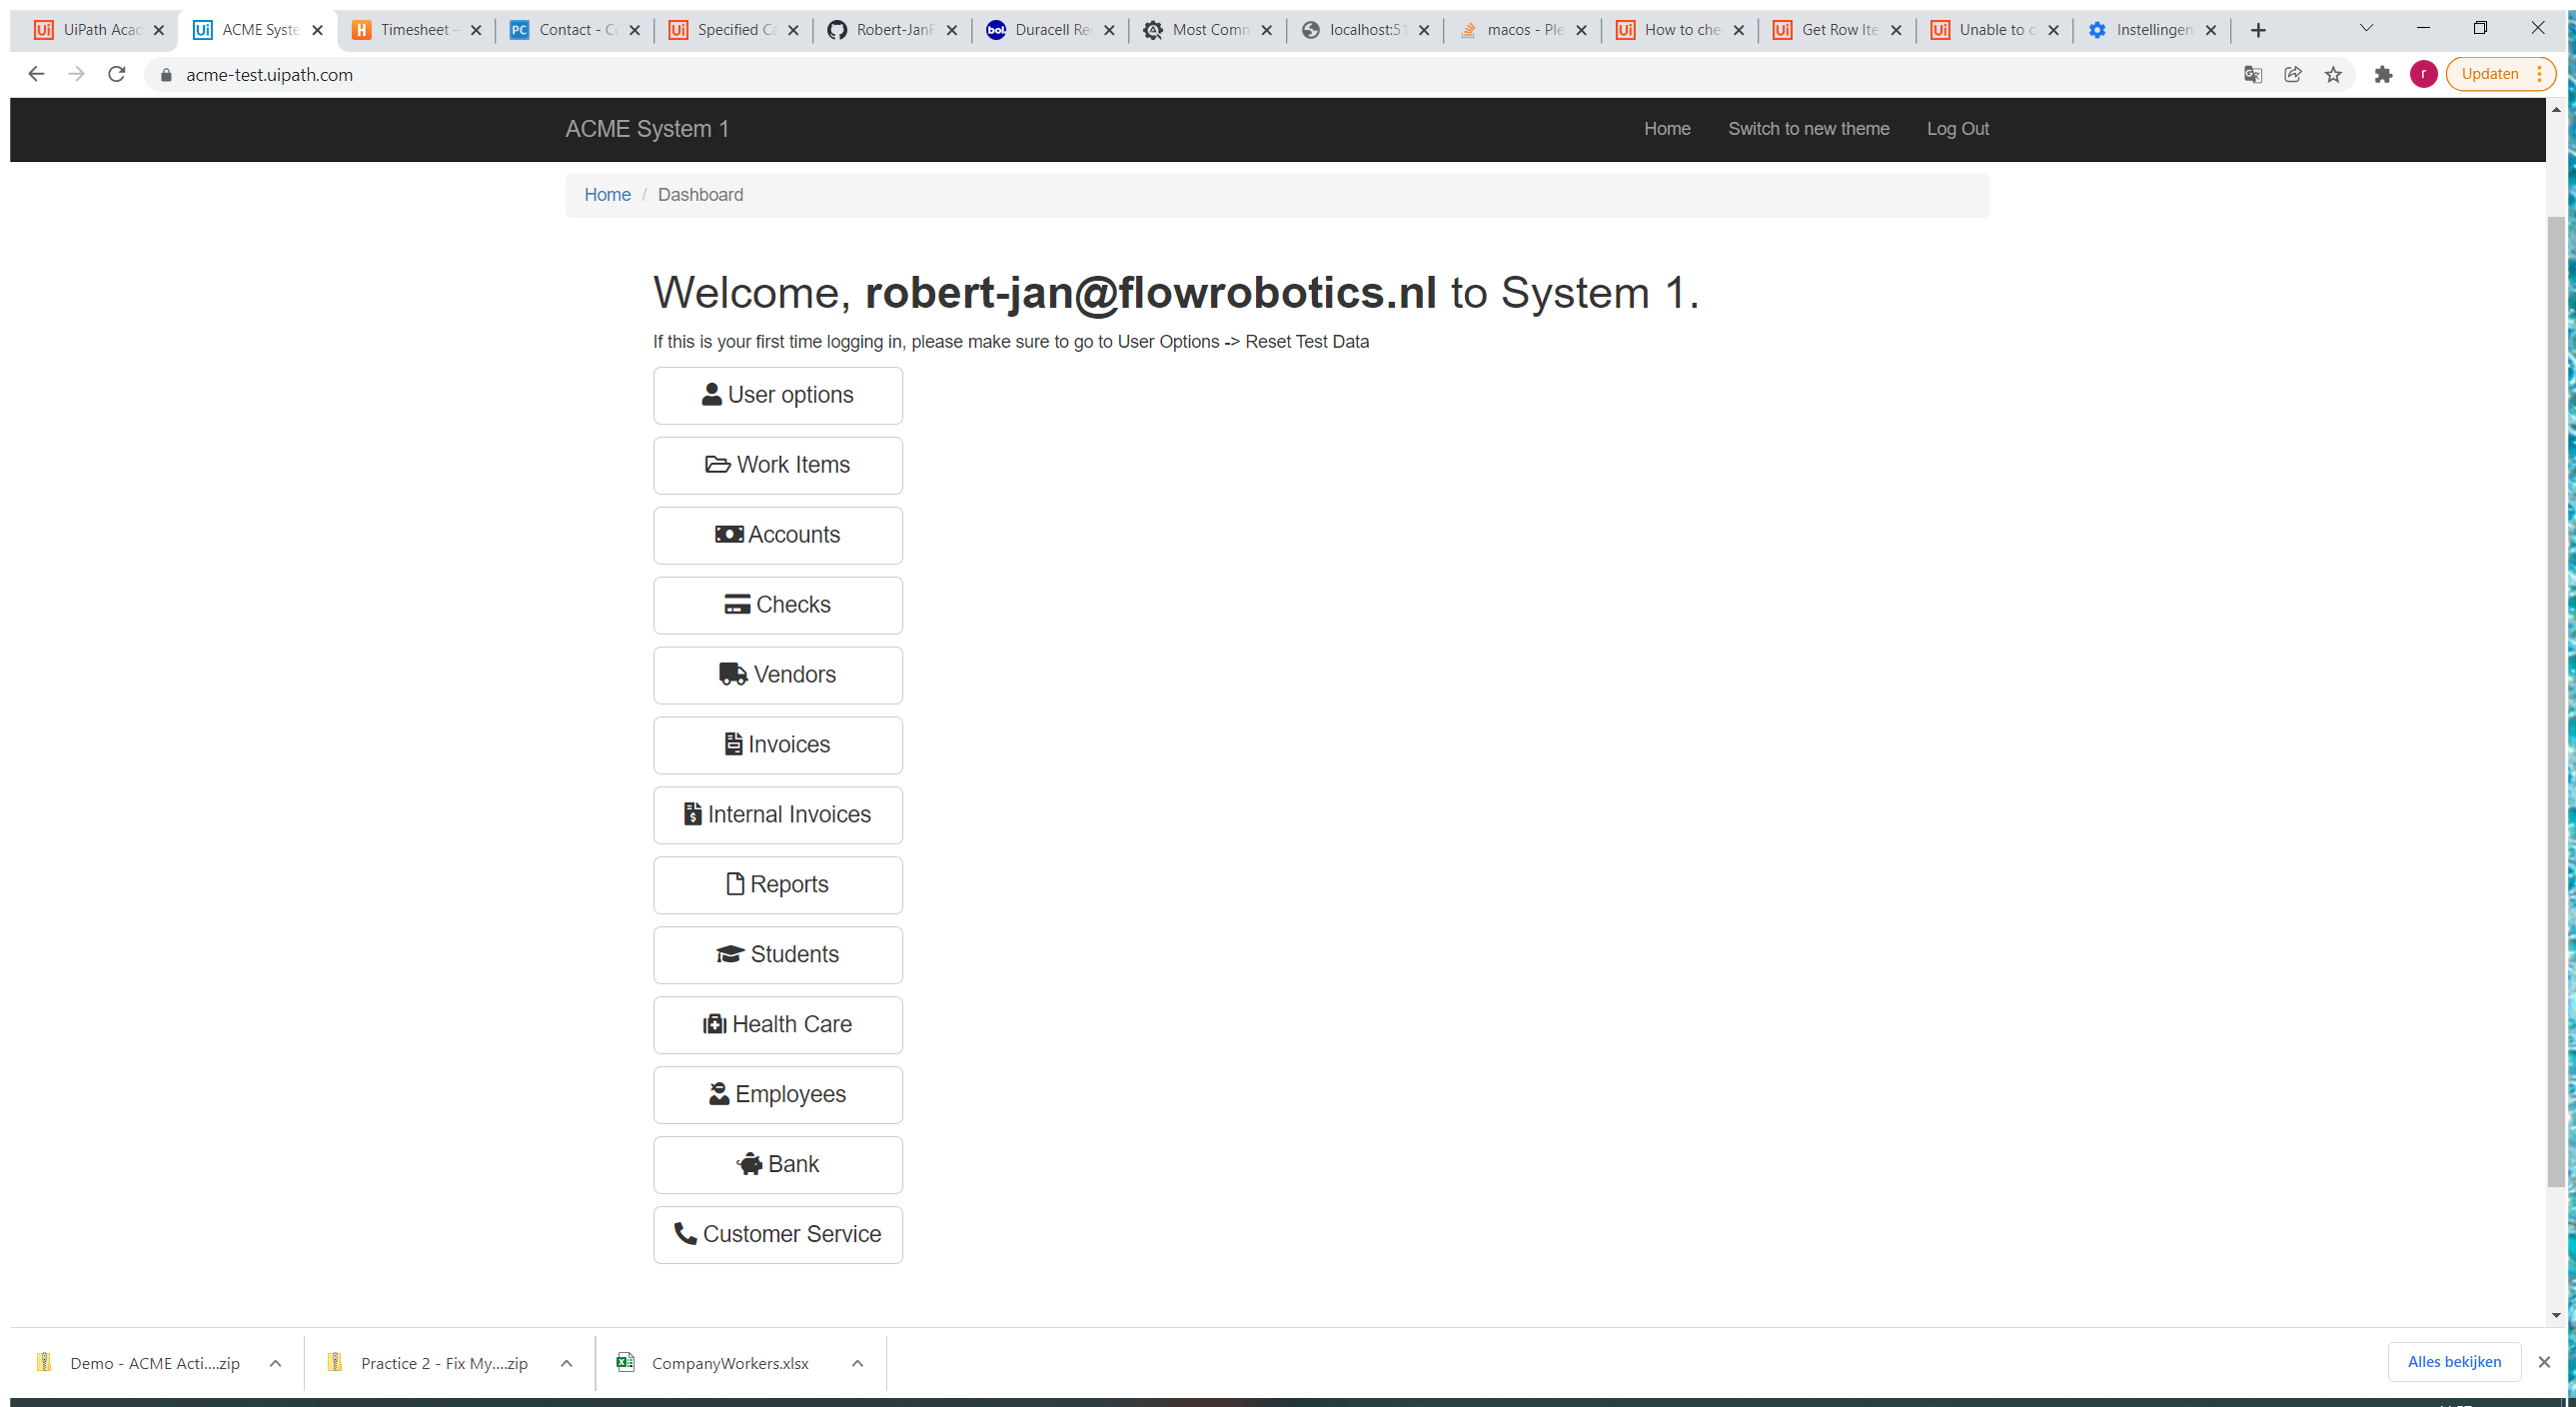 UiPath Acad
ACME Syste
Timesheet -
Contact - Co
Specified Ca
Robert-JanF
bol. Duracell Re
Most Comm
localhost:51
macos - Ple
How to che
Get Row Ite
Unable to c
Instellingen
acme-test.uipath.com
r
Updaten
ACME System 1
Home
Switch to new theme
Log Out
Home / Dashboard
Welcome, robert-jan@flowrobotics.nl to System 1.
If this is your first time logging in, please make sure to go to User Options -> Reset Test Data
User options
Work Items
Accounts
Checks
Vendors
Invoices
Internal Invoices
Reports
Students
Health Care
Employees
Bank
Customer Service
Demo - ACME Acti....zip
Practice 2 - Fix My....zip
CompanyWorkers.xlsx
Alles bekijken